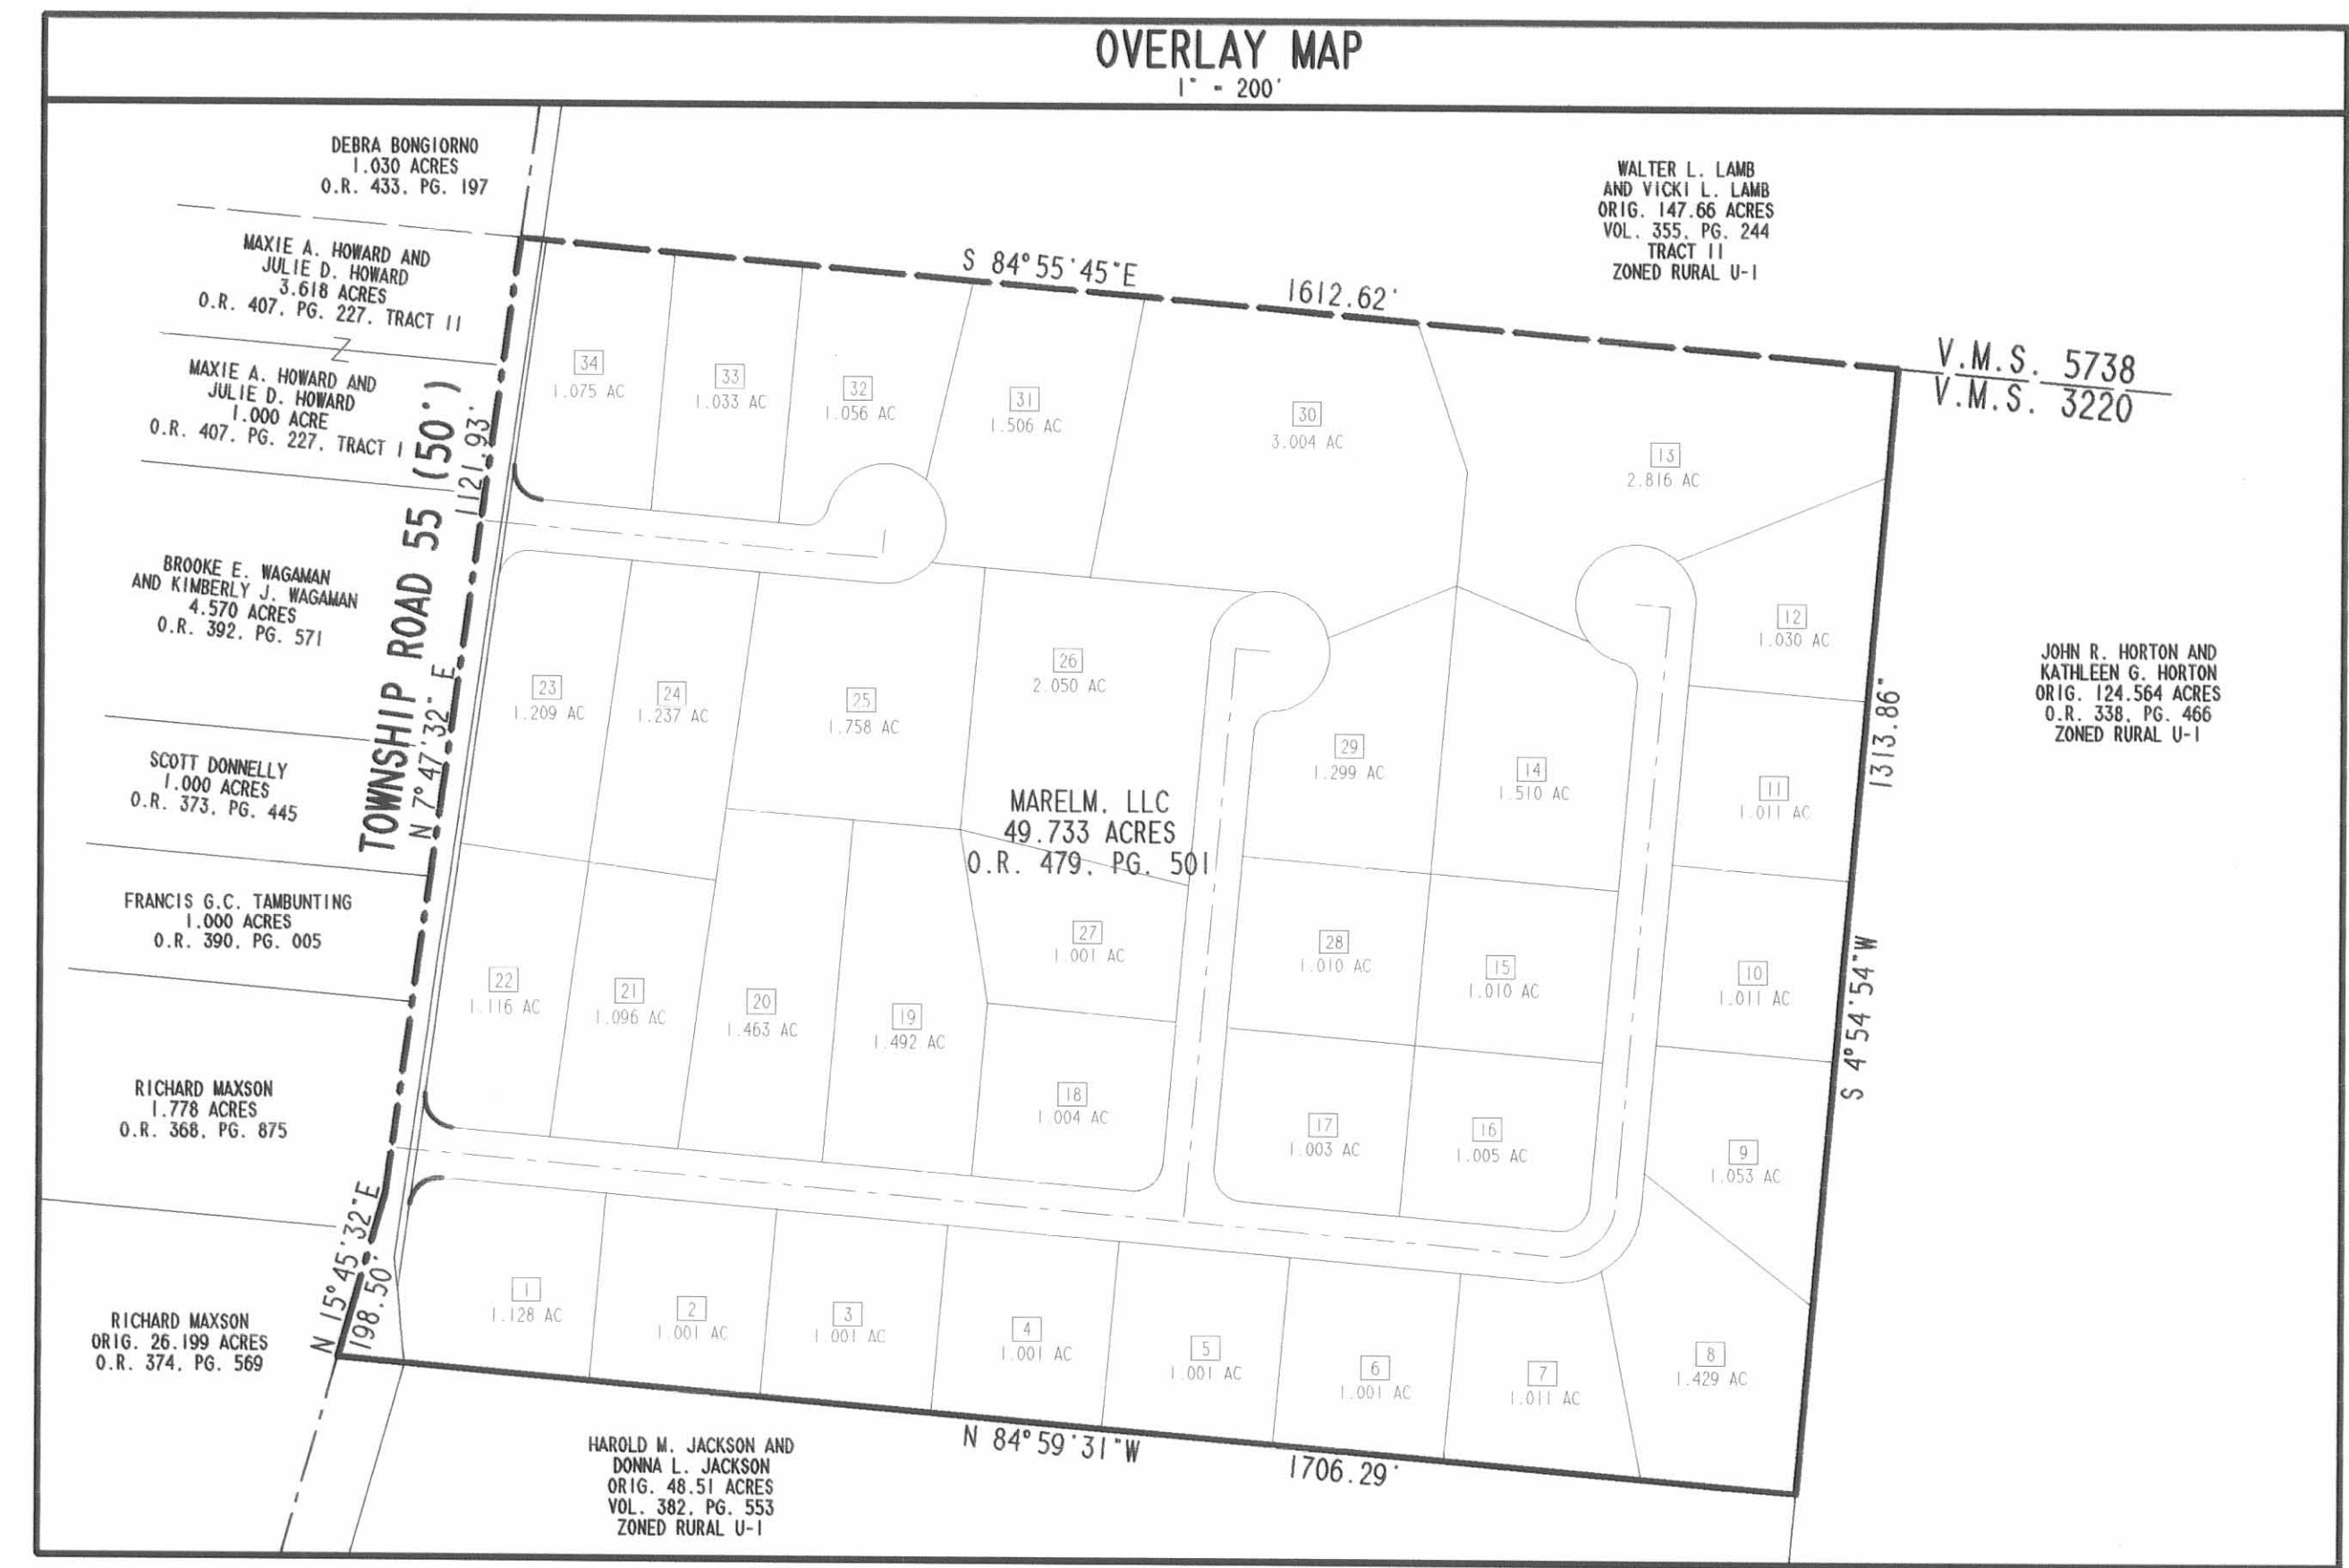 OVERLAY MAP
1" - 200'
DEBRA BONGIORNO
1.030 ACRES
O.R. 433, PG. 197
WALTER L. LAMB
AND VICKI L. LAMB
ORIG. 147.66 ACRES
VOL. 355, PG. 244
TRACT II
ZONED RURAL U-1
MAXIE A. HOWARD AND
JULIE D. HOWARD
3.618 ACRES
O.R. 407, PG. 227, TRACT II
S 84°55'45"E
1612.62'
Z
V.M.S. 5738
V.M.S. 3220
MAXIE A. HOWARD AND
JULIE D. HOWARD
1.000 ACRE
O.R. 407, PG. 227, TRACT I
34
1.075 AC
33
1.033 AC
32
1.056 AC
31
1.506 AC
30
3.004 AC
13
2.816 AC
TOWNSHIP ROAD 55 (50')
N 7°47'32" E
1121.93'
BROOKE E. WAGAMAN
AND KIMBERLY J. WAGAMAN
4.570 ACRES
O.R. 392, PG. 571
12
1.030 AC
JOHN R. HORTON AND
KATHLEEN G. HORTON
ORIG. 124.564 ACRES
O.R. 338, PG. 466
ZONED RURAL U-1
23
1.209 AC
24
1.237 AC
25
1.758 AC
26
2.050 AC
29
1.299 AC
14
1.510 AC
11
1.011 AC
1313.86"
S 4°54'54"W
SCOTT DONNELLY
1.000 ACRES
O.R. 373, PG. 445
MARELM, LLC
49.733 ACRES
O.R. 479, PG. 501
FRANCIS G.C. TAMBUNTING
1.000 ACRES
O.R. 390, PG. 005
22
1.116 AC
21
1.096 AC
20
1.463 AC
19
1.492 AC
27
1.001 AC
28
1.010 AC
15
1.010 AC
10
1.011 AC
RICHARD MAXSON
1.778 ACRES
O.R. 368, PG. 875
18
1.004 AC
17
1.003 AC
16
1.005 AC
9
1.053 AC
N 15°45'32"E
198.50'
RICHARD MAXSON
ORIG. 26.199 ACRES
O.R. 374, PG. 569
1
1.128 AC
2
1.001 AC
3
1.001 AC
4
1.001 AC
5
1.001 AC
6
1.001 AC
7
1.011 AC
8
1.429 AC
N 84°59'31"W
1706.29'
HAROLD M. JACKSON AND
DONNA L. JACKSON
ORIG. 48.51 ACRES
VOL. 382, PG. 553
ZONED RURAL U-1